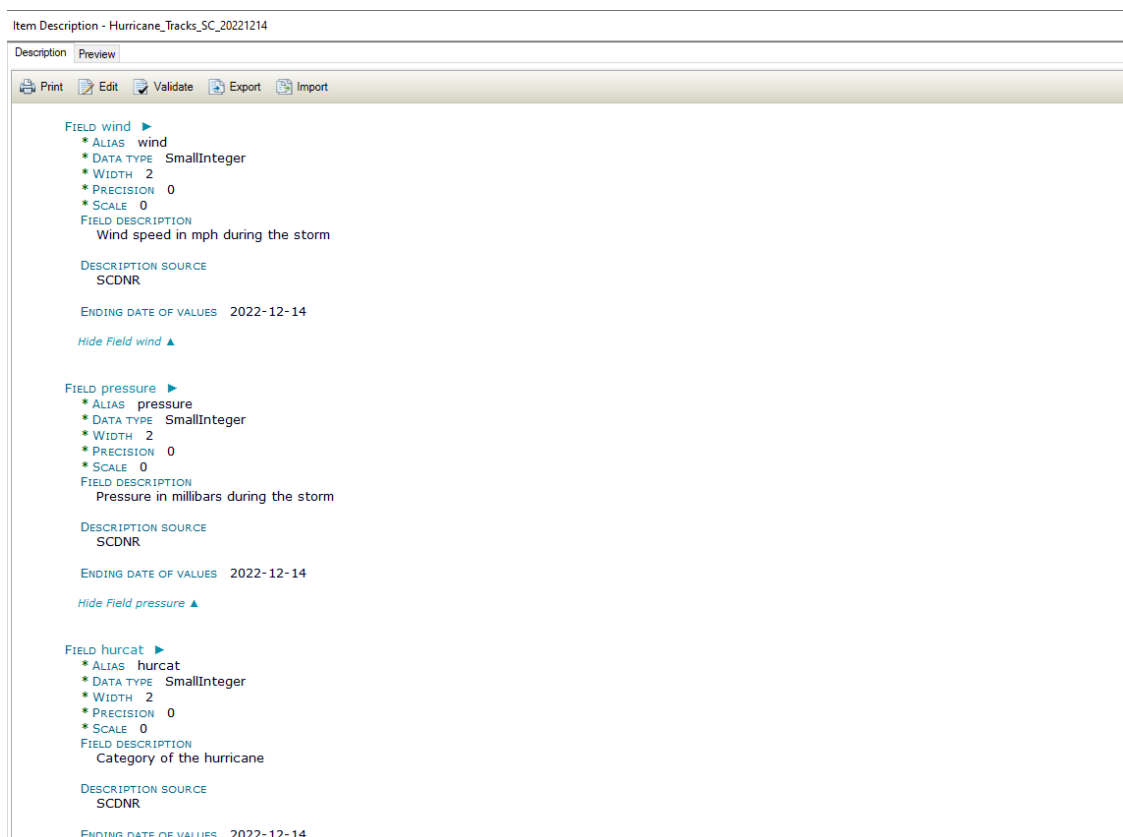 Item Description - Hurricane_Tracks_SC_20221214
Description Preview
Print Edit Validate Export Import
FIELD wind ►
* ALIAS wind
* DATA TYPE SmallInteger
* WIDTH 2
* PRECISION 0
* SCALE 0
FIELD DESCRIPTION
Wind speed in mph during the storm
DESCRIPTION SOURCE
SCDNR
ENDING DATE OF VALUES 2022-12-14
Hide Field wind ▲
FIELD pressure ►
* ALIAS pressure
* DATA TYPE SmallInteger
* WIDTH 2
* PRECISION 0
* SCALE 0
FIELD DESCRIPTION
Pressure in millibars during the storm
DESCRIPTION SOURCE
SCDNR
ENDING DATE OF VALUES 2022-12-14
Hide Field pressure ▲
FIELD hurcat ►
* ALIAS hurcat
* DATA TYPE SmallInteger
* WIDTH 2
* PRECISION 0
* SCALE 0
FIELD DESCRIPTION
Category of the hurricane
DESCRIPTION SOURCE
SCDNR
ENDING DATE OF VALUES 2022-12-14